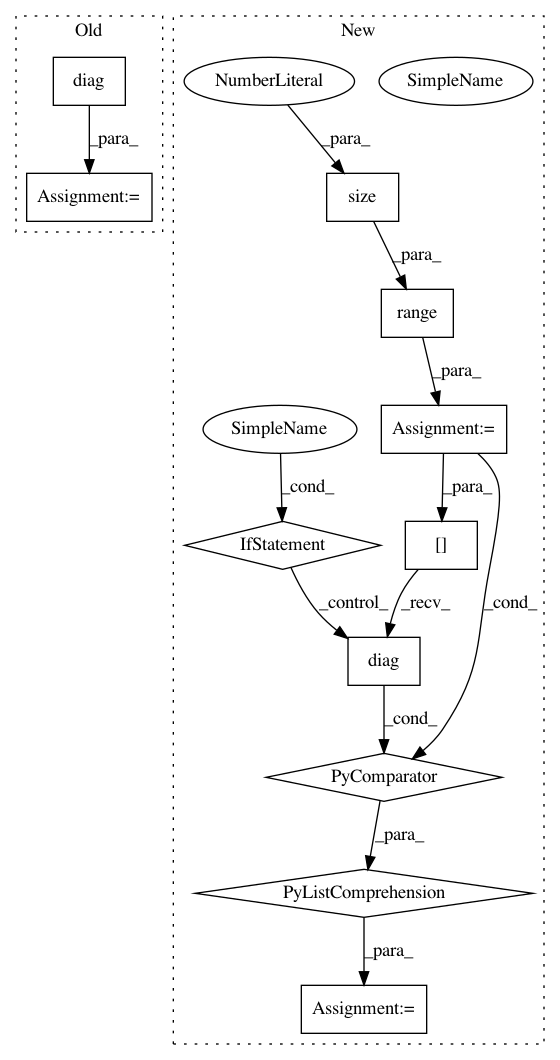 Old
New
diag
NumberLiteral
SimpleName
_para_
_para_
Assignment:=
size
_para_
range
_para_
SimpleName
Assignment:=
_cond_
_para_
IfStatement
[]
_control_
_recv_
_cond_
diag
_cond_
PyComparator
_para_
PyListComprehension
_para_
Assignment:=